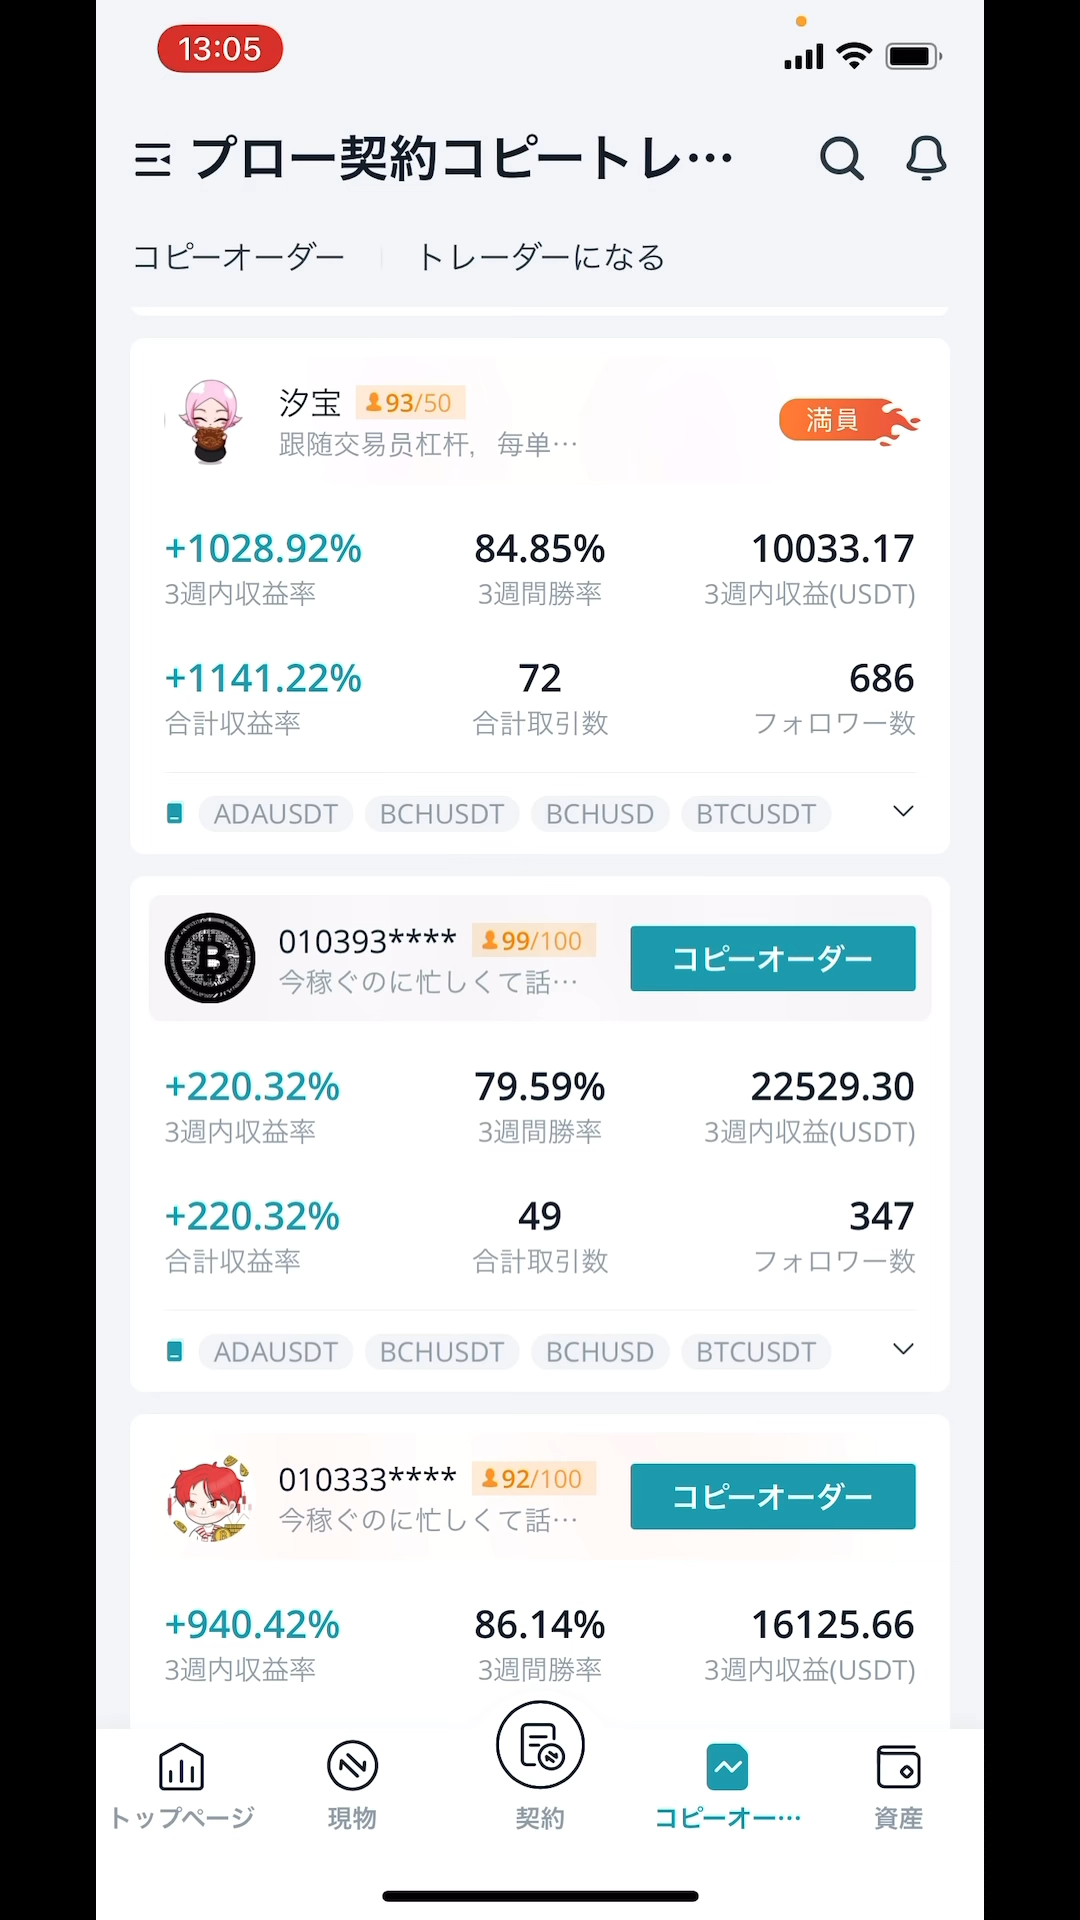 13:05
プロー契約コピートレ…
コピーオーダー
トレーダーになる
汐宝 93/50
跟随交易员杠杆，每单…
満員
+1028.92% 84.85% 10033.17
3週内収益率 3週間勝率 3週内収益(USDT)
+1141.22% 72 686
合計収益率 合計取引数 フォロワー数
ADAUSDT BCHUSDT BCHUSD BTCUSDT
010393**** 99/100
今稼ぐのに忙しくて話…
コピーオーダー
+220.32% 79.59% 22529.30
3週内収益率 3週間勝率 3週内収益(USDT)
+220.32% 49 347
合計収益率 合計取引数 フォロワー数
ADAUSDT BCHUSDT BCHUSD BTCUSDT
010333**** 92/100
今稼ぐのに忙しくて話…
コピーオーダー
+940.42% 86.14% 16125.66
3週内収益率 3週間勝率 3週内収益(USDT)
トップページ 現物 契約 コピーオー… 資産